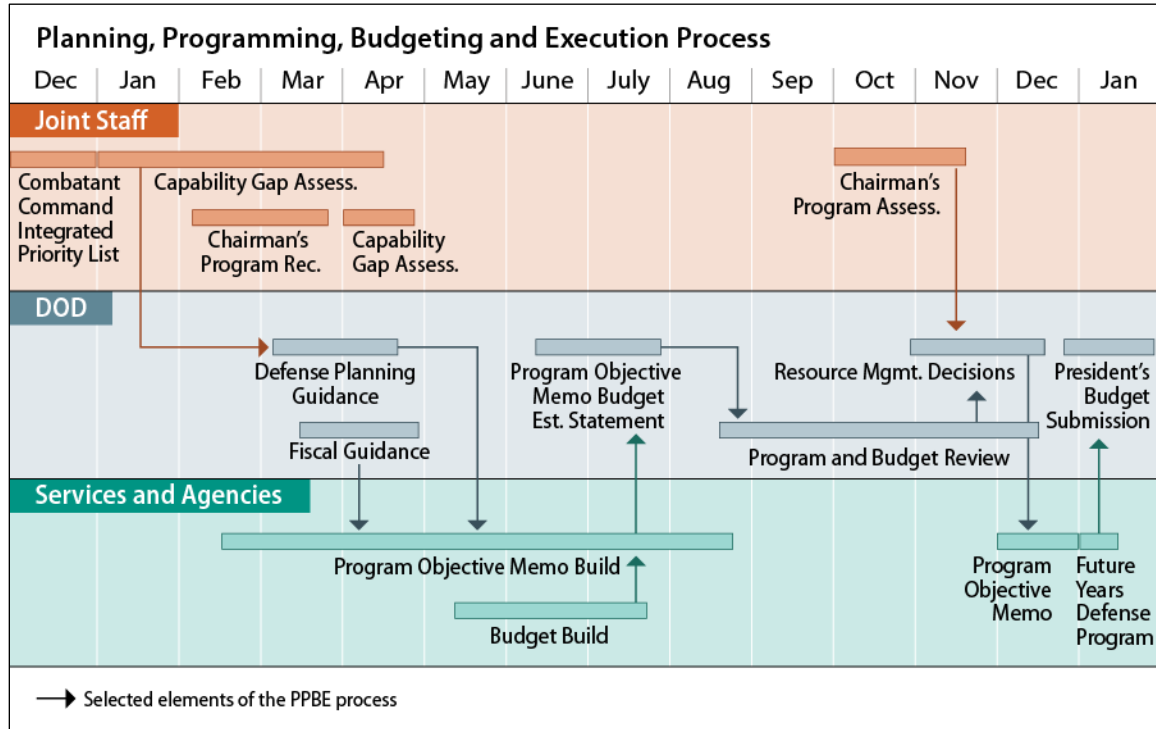 Planning, Programming, Budgeting and Execution Process
Dec Jan Feb Mar Apr May June July Aug Sep Oct Nov Dec Jan
Joint Staff
Combatant
Command
Integrated
Priority List
Capability Gap Assess.
Chairman's
Program Rec.
Capability
Gap Assess.
Chairman's
Program Assess.
DOD
Defense Planning
Guidance
Fiscal Guidance
Program Objective
Memo Budget
Est. Statement
Resource Mgmt. Decisions
Program and Budget Review
President's
Budget
Submission
Services and Agencies
Program Objective Memo Build
Budget Build
Program
Objective
Memo
Future
Years
Defense
Program
Selected elements of the PPBE process